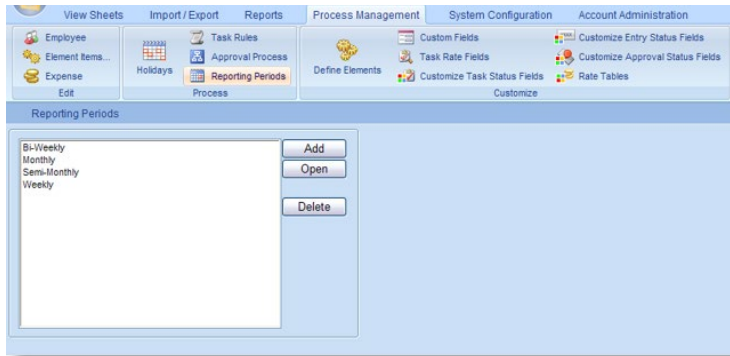 View Sheets Import / Export Reports Process Management System Configuration Account Administration
Employee
Element Items...
Expense
Edit
Holidays
Task Rules
Approval Process
Reporting Periods
Process
Define Elements
Custom Fields
Task Rate Fields
Customize Task Status Fields
Customize Entry Status Fields
Customize Approval Status Fields
Rate Tables
Customize
Reporting Periods
Bi-Weekly
Monthly
Semi-Monthly
Weekly
Add
Open
Delete